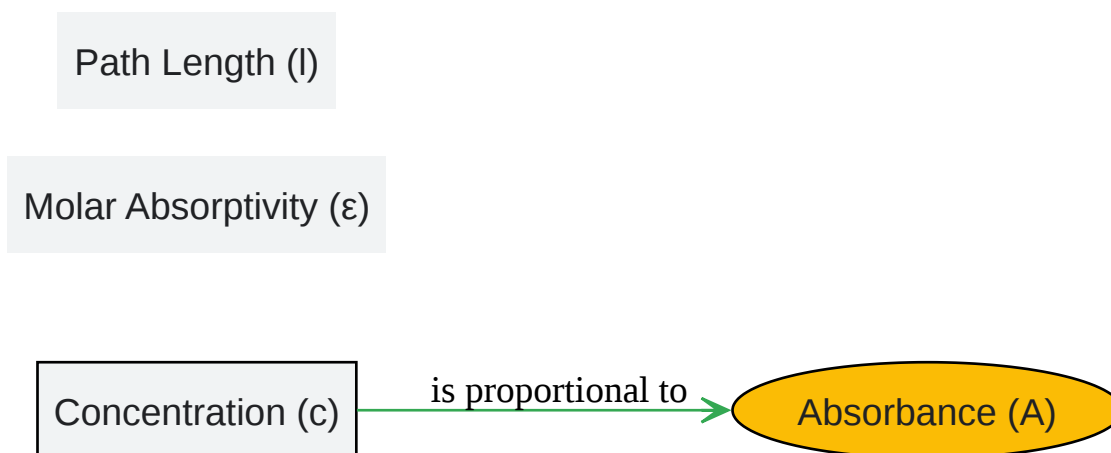 Path Length (l)
Molar Absorptivity (ε)
is proportional to
Concentration (c)
Absorbance (A)